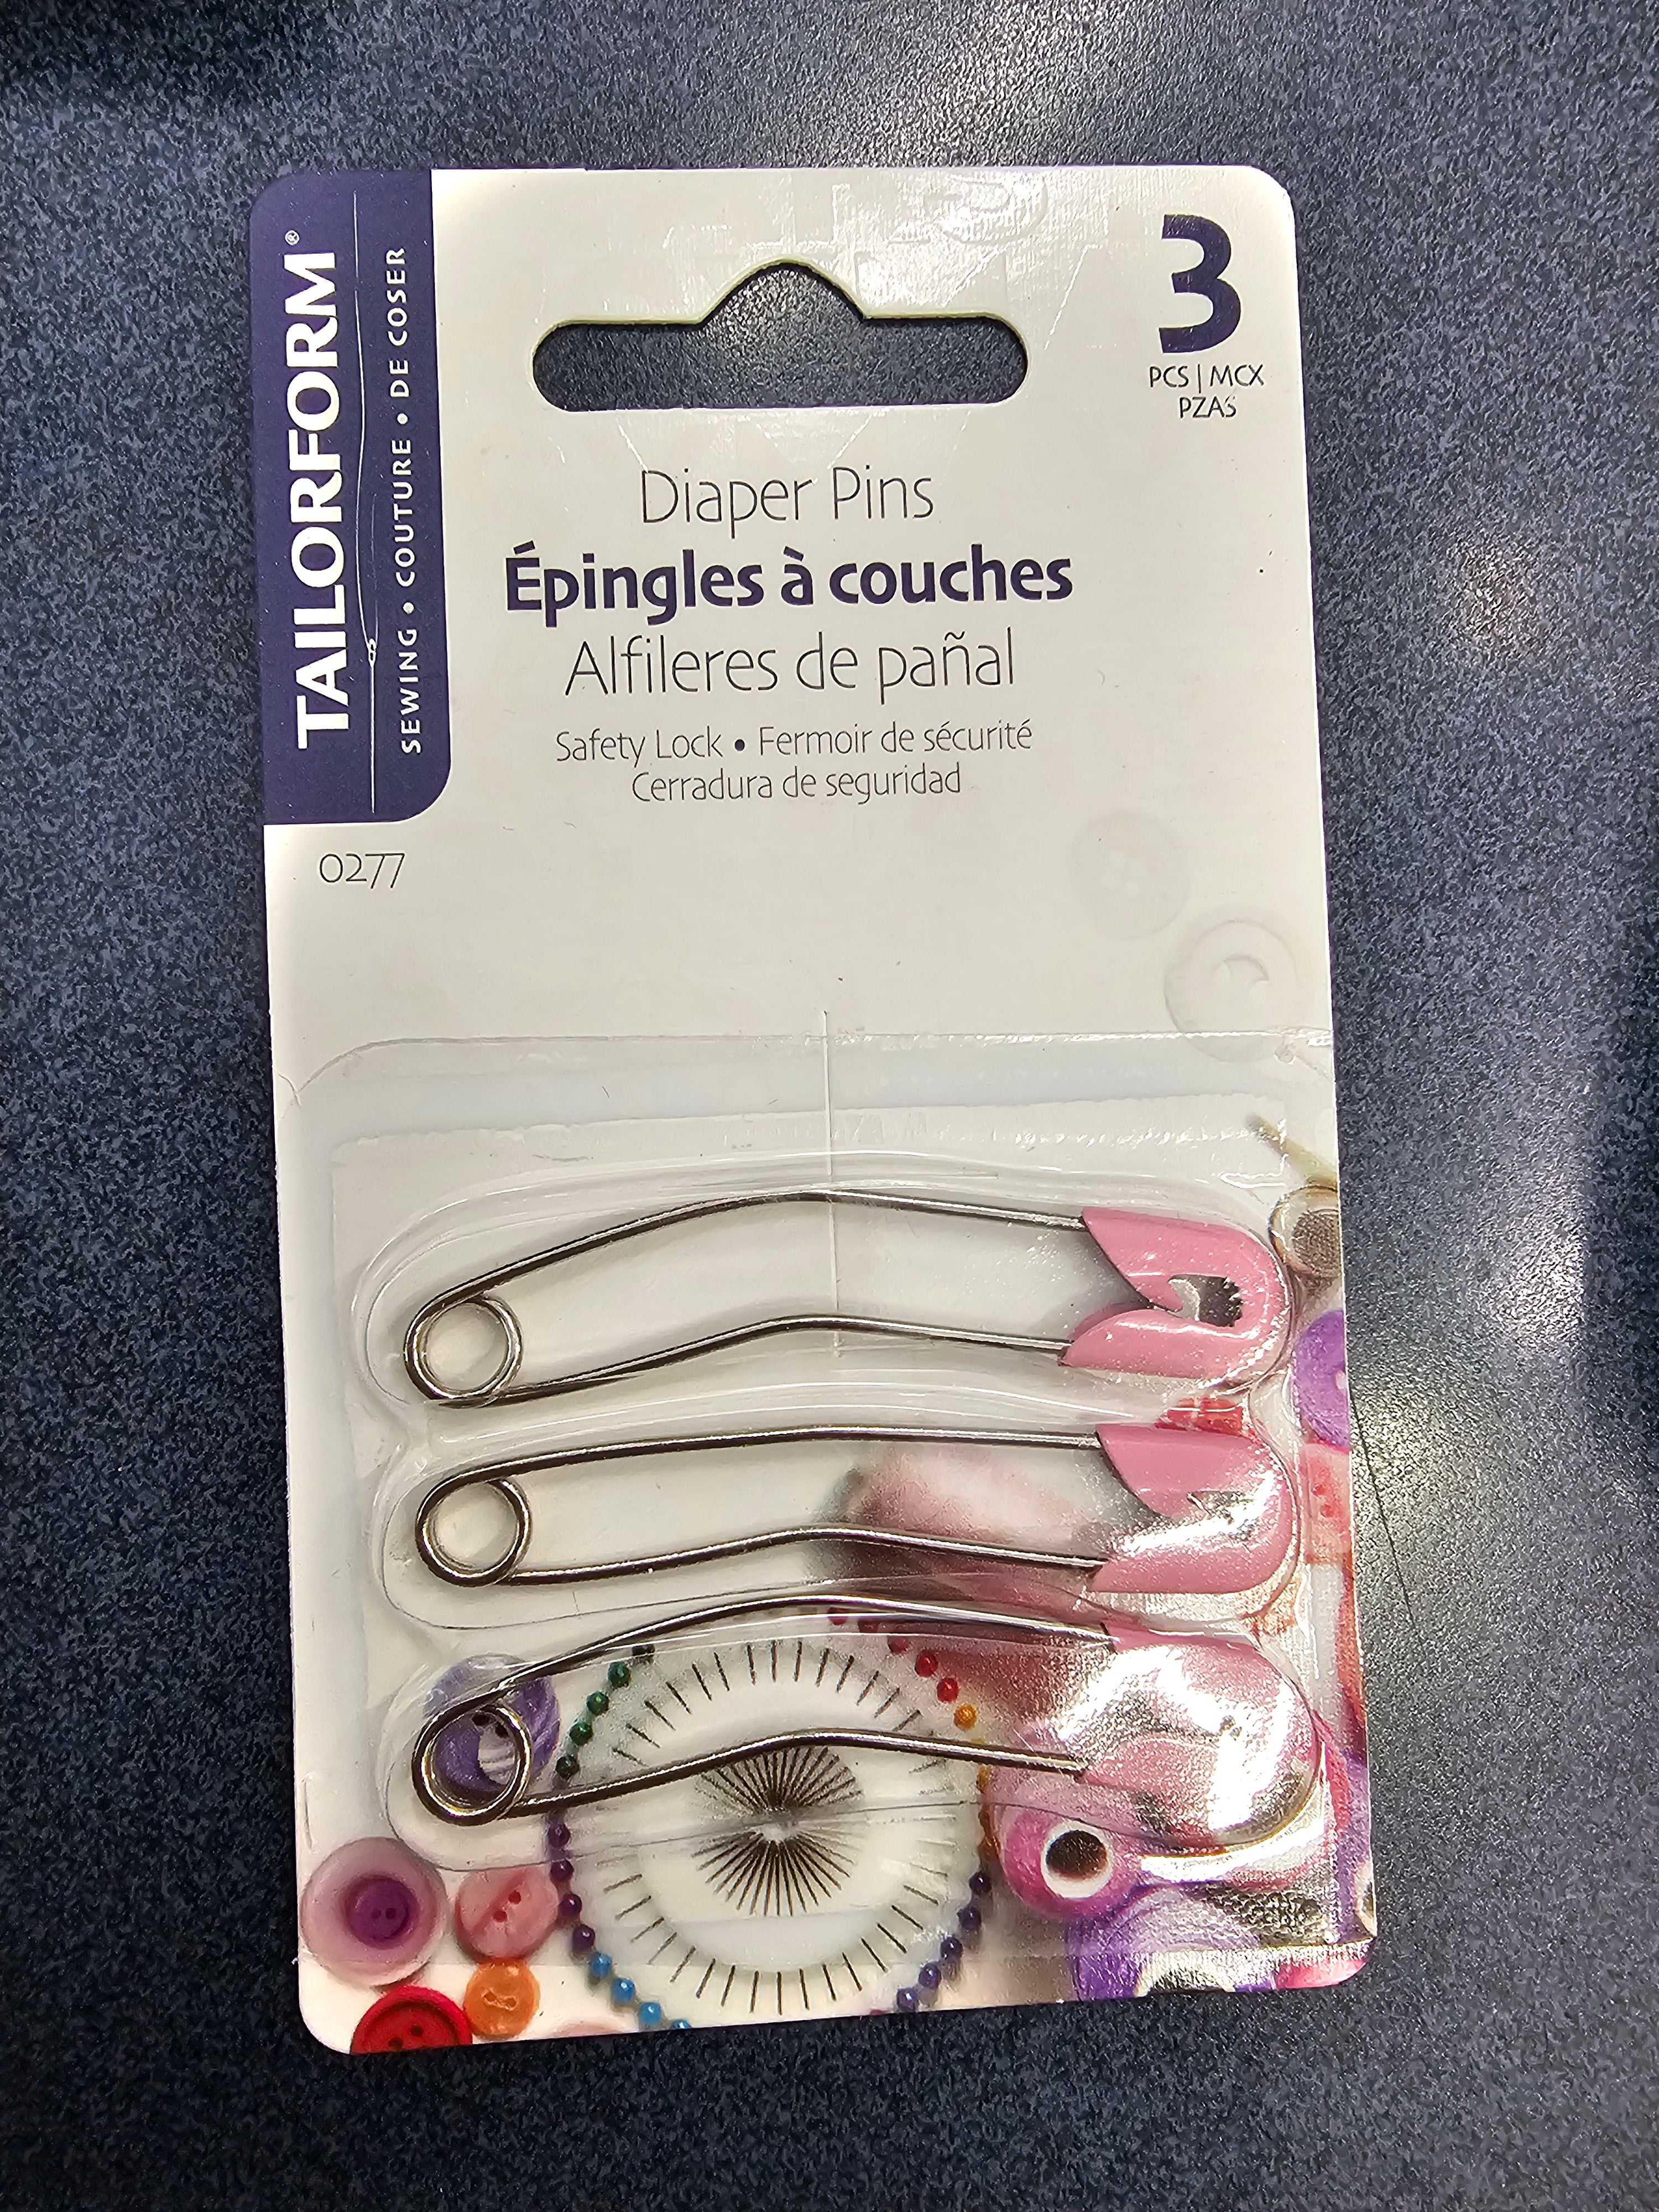 TAILORFORM®
SEWING • COUTURE • DE COSER
3
PCS | MCX
PZAS
Diaper Pins
Épingles à couches
Alfileres de pañal
Safety Lock • Fermoir de sécurité
Cerradura de seguridad
0277